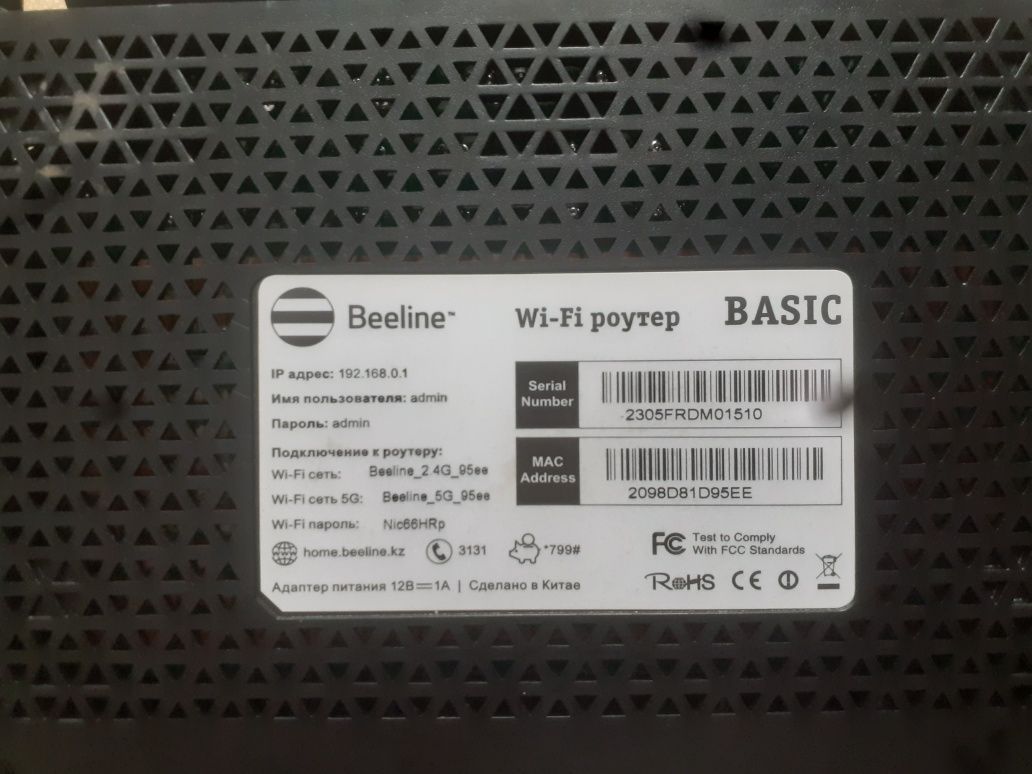 Beeline™
Wi-Fi роутер BASIC
IP адрес: 192.168.0.1
Имя пользователя: admin
Пароль: admin
Подключение к роутеру:
Wi-Fi сеть: Beeline_2.4G_95ee
Wi-Fi сеть 5G: Beeline_5G_95ee
Wi-Fi пароль: Nic66HRp
home.beeline.kz 3131 *799#
Адаптер питания 12В⎓1А | Сделано в Китае
Serial
Number
2305FRDM01510
MAC
Address
2098D81D95EE
FC Test to Comply
With FCC Standards
RoHS CE